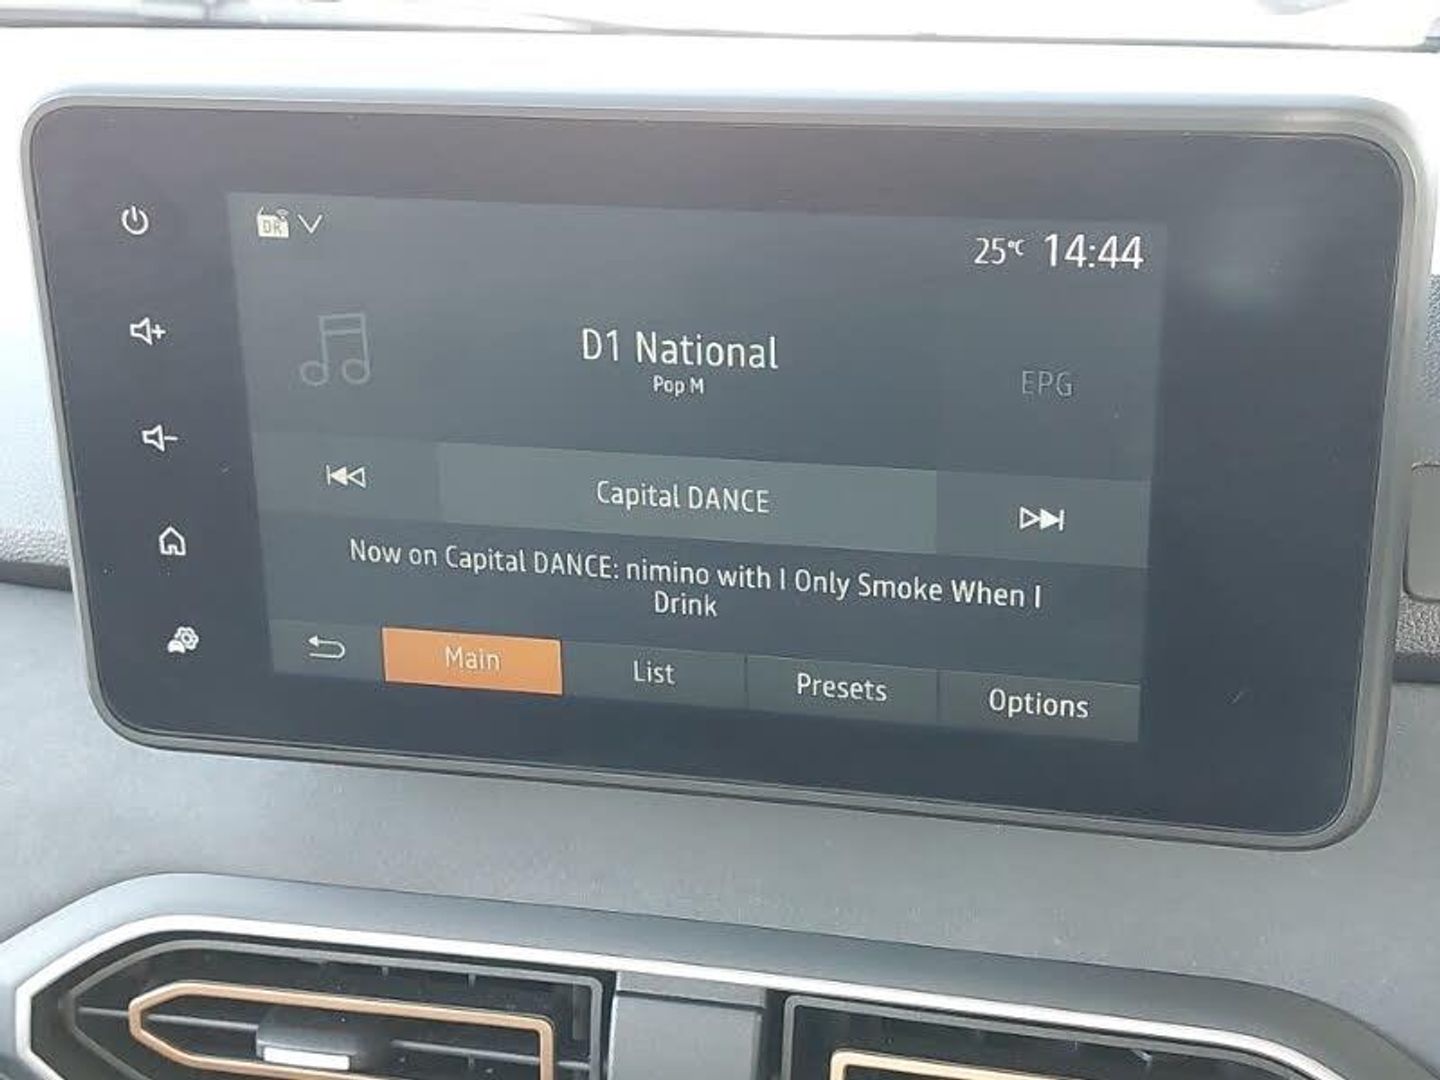 DR
25°C 14:44
D1 National
Pop M
EPG
Capital DANCE
Now on Capital DANCE: nimino with I Only Smoke When I
Drink
Main List Presets Options